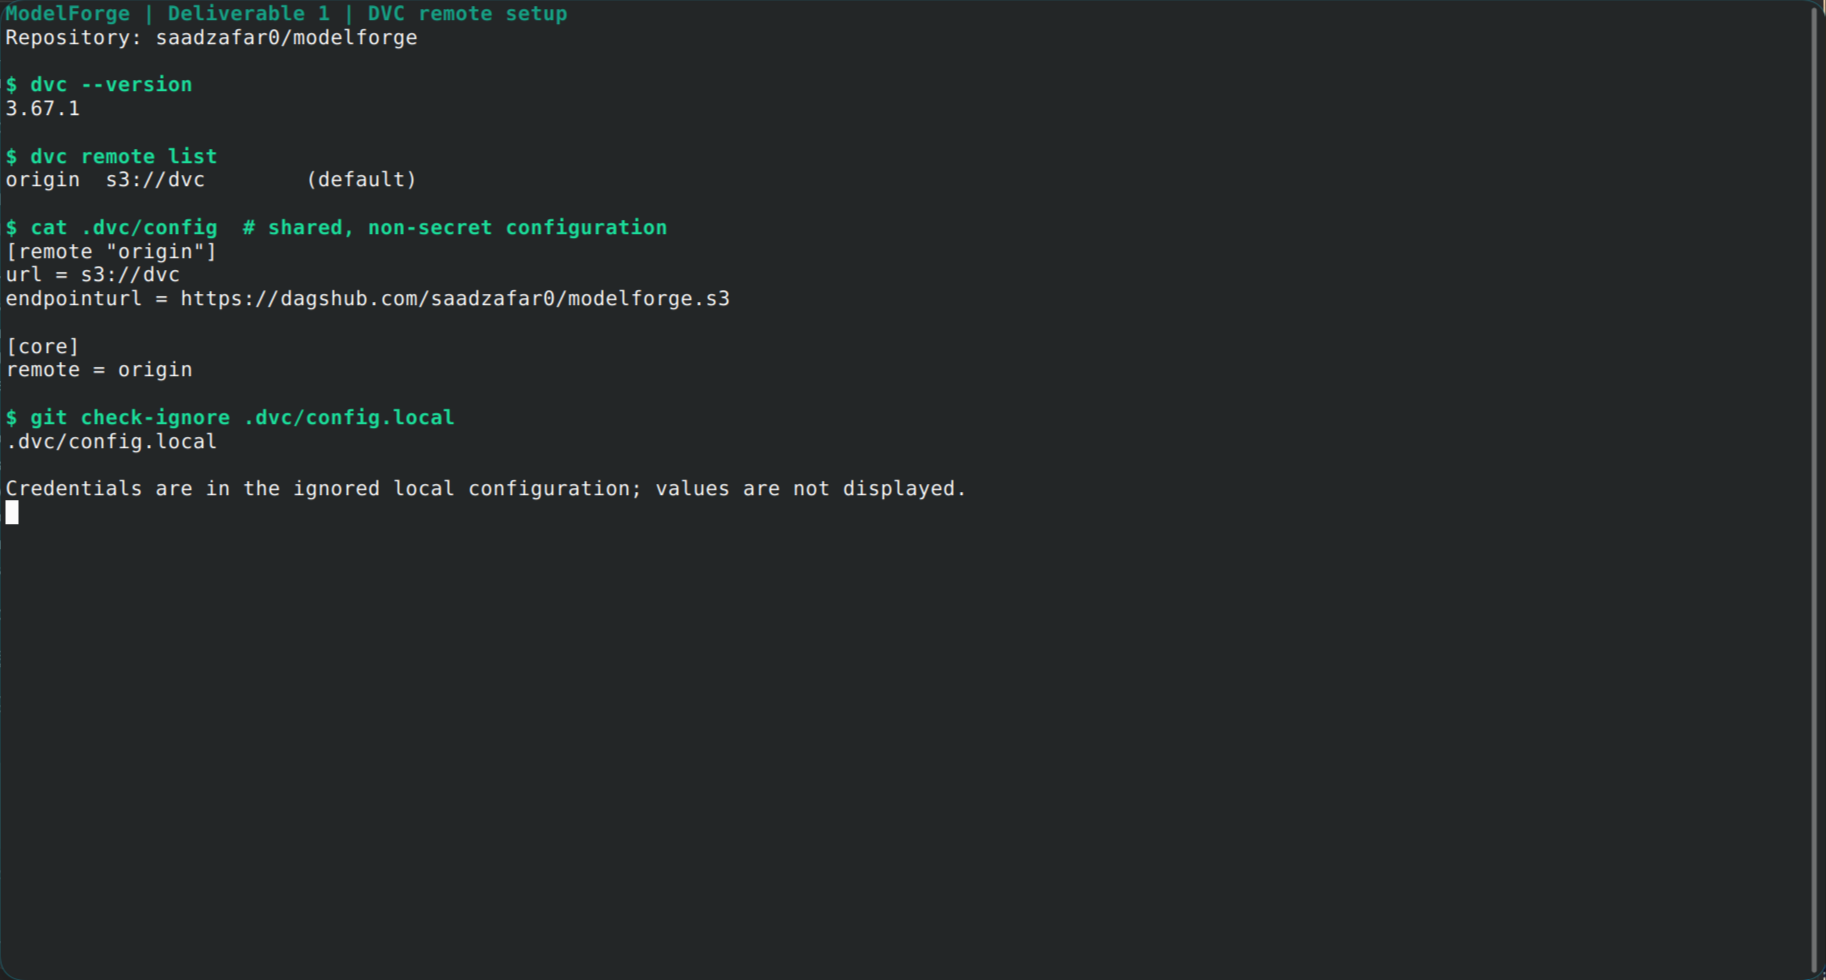 ModelForge | Deliverable 1 | DVC remote setup
Repository: saadzafar0/modelforge
$ dvc --version
3.67.1
$ dvc remote list
origin  s3://dvc        (default)
$ cat .dvc/config  # shared, non-secret configuration
[remote "origin"]
url = s3://dvc
endpointurl = https://dagshub.com/saadzafar0/modelforge.s3
[core]
remote = origin
$ git check-ignore .dvc/config.local
.dvc/config.local
Credentials are in the ignored local configuration; values are not displayed.